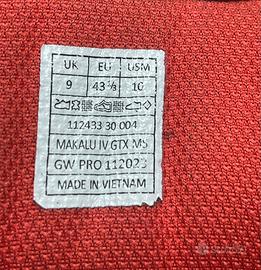 UK EU USM
9 43 ⅓ 10
112433 30 004
MAKALU IV GTX MS
GW PRO 112023
MADE IN VIETNAM